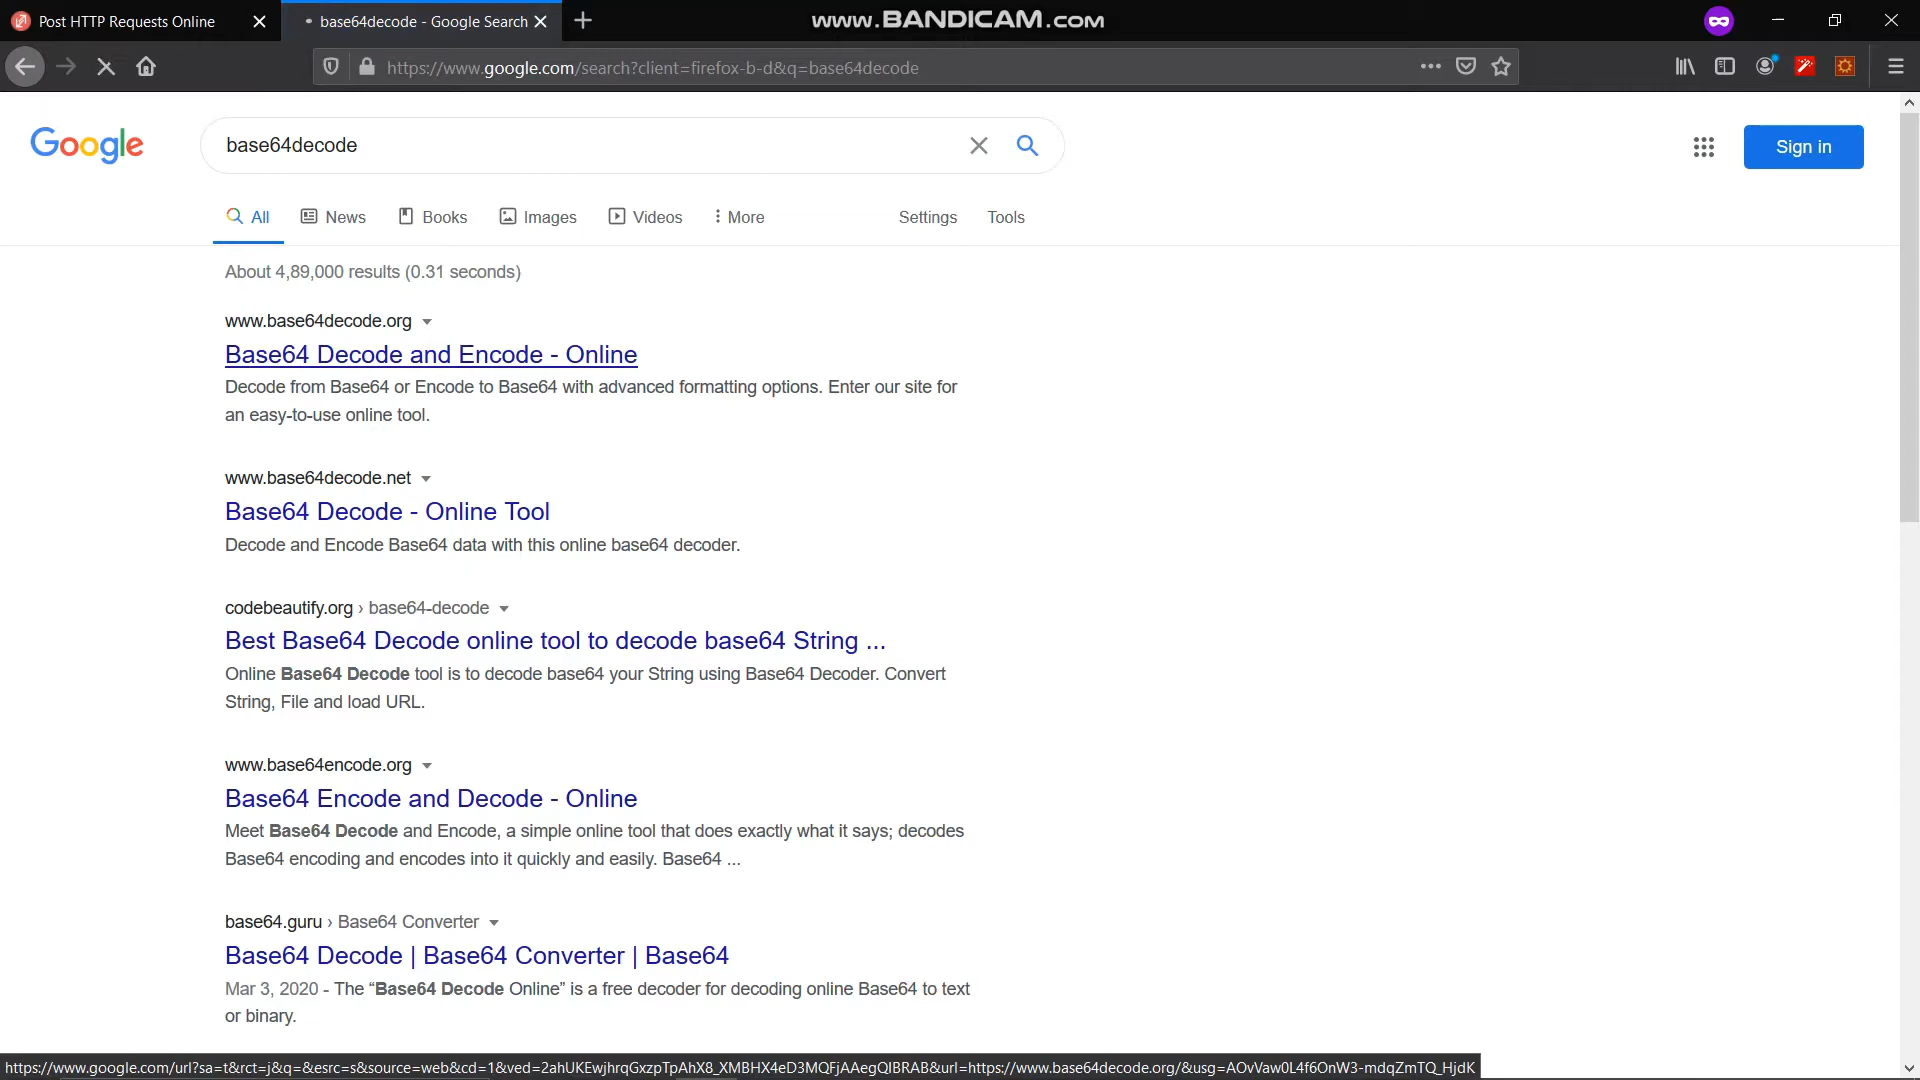 Post HTTP Requests Online
base64decode - Google Search
www.BANDICAM.com
https://www.google.com/search?client=firefox-b-d&q=base64decode
Google
base64decode
Sign in
All
News
Books
Images
Videos
More
Settings
Tools
About 4,89,000 results (0.31 seconds)
www.base64decode.org
Base64 Decode and Encode - Online
Decode from Base64 or Encode to Base64 with advanced formatting options. Enter our site for
an easy-to-use online tool.
www.base64decode.net
Base64 Decode - Online Tool
Decode and Encode Base64 data with this online base64 decoder.
codebeautify.org › base64-decode
Best Base64 Decode online tool to decode base64 String ...
Online Base64 Decode tool is to decode base64 your String using Base64 Decoder. Convert
String, File and load URL.
www.base64encode.org
Base64 Encode and Decode - Online
Meet Base64 Decode and Encode, a simple online tool that does exactly what it says; decodes
Base64 encoding and encodes into it quickly and easily. Base64 ...
base64.guru › Base64 Converter
Base64 Decode | Base64 Converter | Base64
Mar 3, 2020 - The “Base64 Decode Online” is a free decoder for decoding online Base64 to text
or binary.
https://www.google.com/url?sa=t&rct=j&q=&esrc=s&source=web&cd=1&ved=2ahUKEwjhrqGxzpTpAhX8_XMBHX4eD3MQFjAAegQIBRAB&url=https://www.base64decode.org/&usg=AOvVaw0L4f6OnW3-mdqZmTQ_HjdK